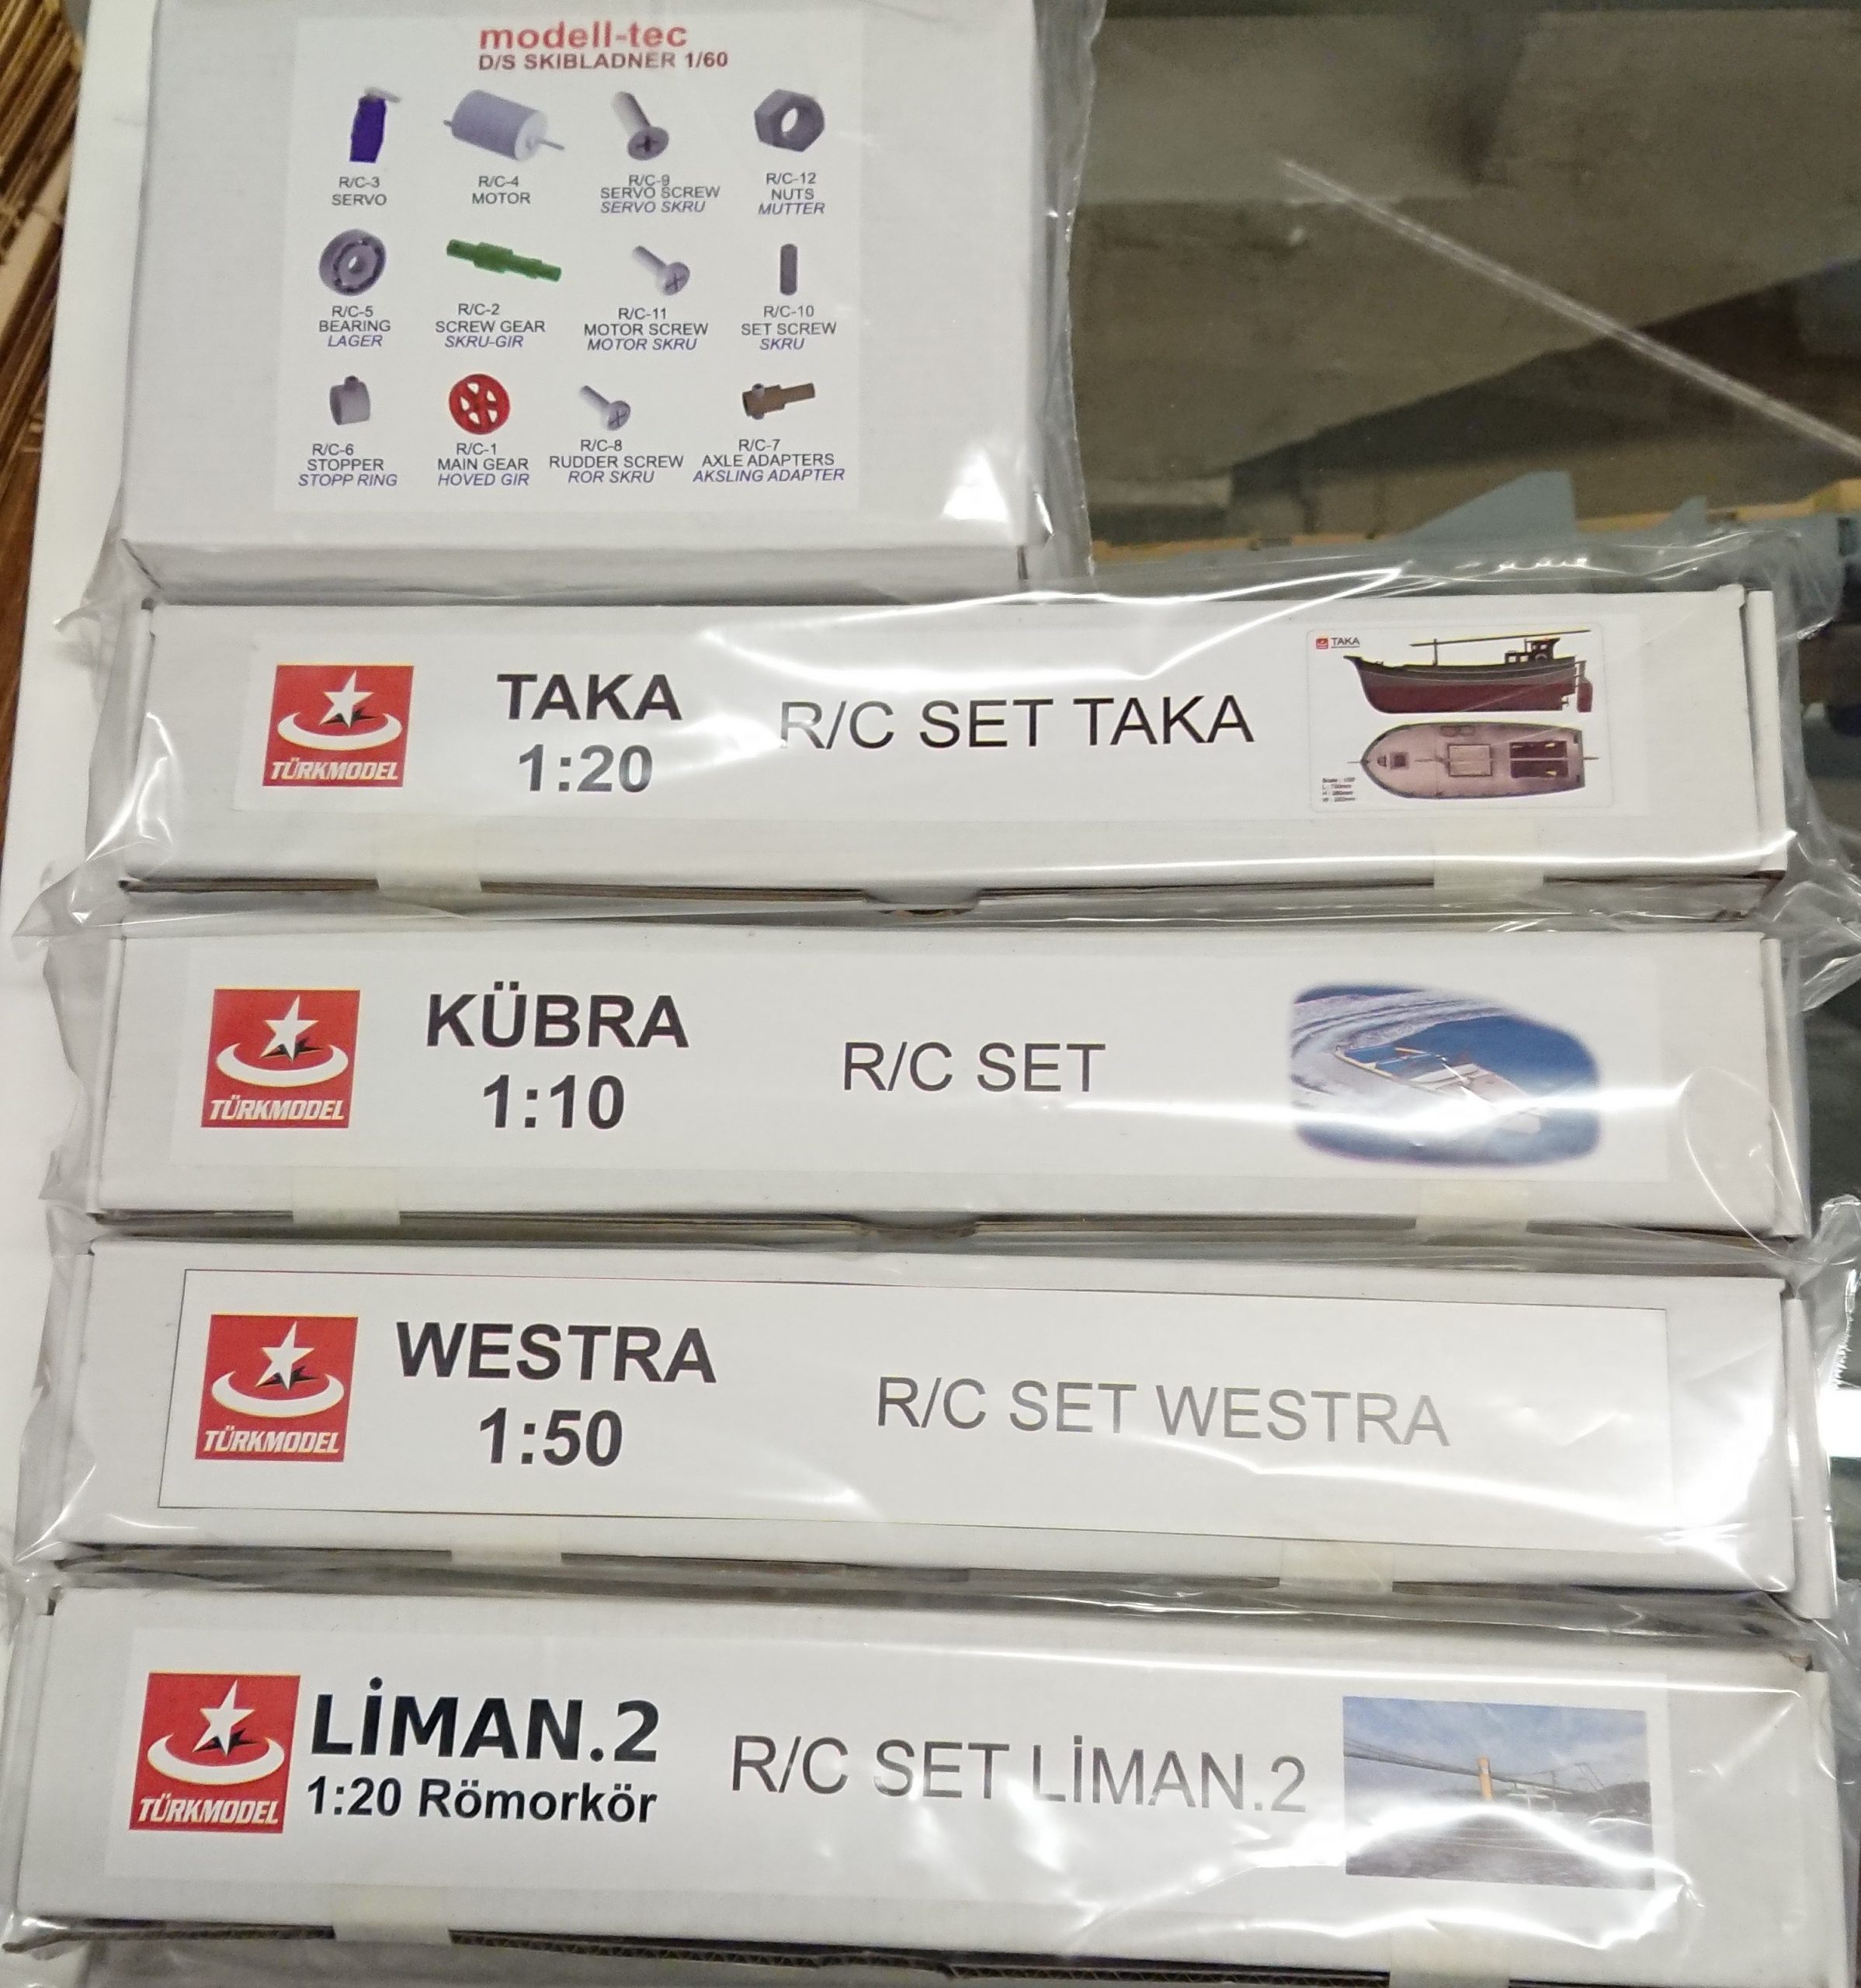 modell-tec
D/S SKIBLADNER 1/60
R/C-3
SERVO
R/C-4
MOTOR
R/C-9
SERVO SCREW
SERVO SKRU
R/C-12
NUTS
MUTTER
R/C-5
BEARING
LAGER
R/C-2
SCREW GEAR
SKRU-GIR
R/C-11
MOTOR SCREW
MOTOR SKRU
R/C-10
SET SCREW
SKRU
R/C-6
STOPPER
STOPP RING
R/C-1
MAIN GEAR
HOVED GIR
R/C-8
RUDDER SCREW
ROR SKRU
R/C-7
AXLE ADAPTERS
AKSLING ADAPTER
TÜRKMODEL
TAKA
1:20
R/C SET TAKA
TAKA
TÜRKMODEL
KÜBRA
1:10
R/C SET
TÜRKMODEL
WESTRA
1:50
R/C SET WESTRA
TÜRKMODEL
LİMAN.2
1:20 Römorkör
R/C SET LİMAN.2